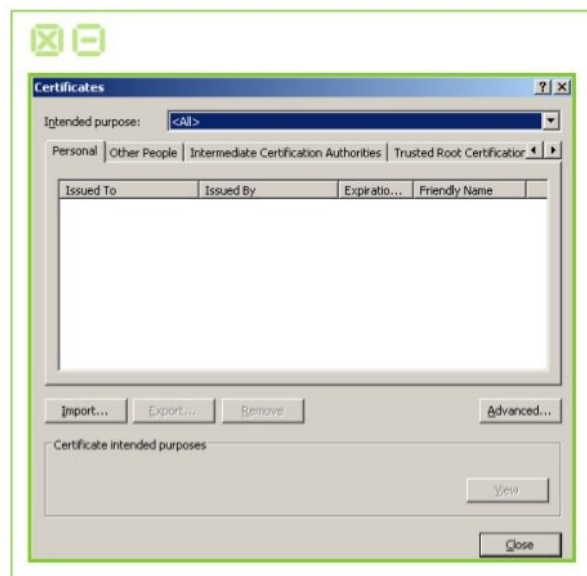 Certificates
Intended purpose: <All>
Personal Other People Intermediate Certification Authorities Trusted Root Certification
Issued To Issued By Expiratio... Friendly Name
Import... Export... Remove Advanced...
Certificate intended purposes
View
Close